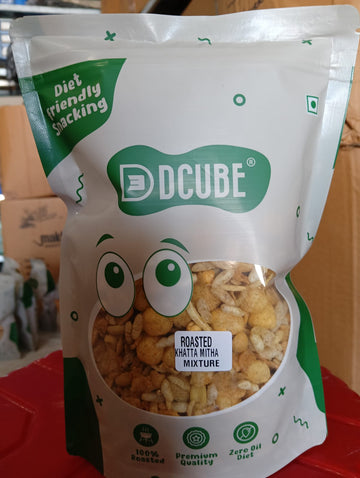 Diet
Friendly
Snacking
DCUBE®
ROASTED
KHATTA MITHA
MIXTURE
100%
Roasted
Premium
Quality
Zero Oil
Diet